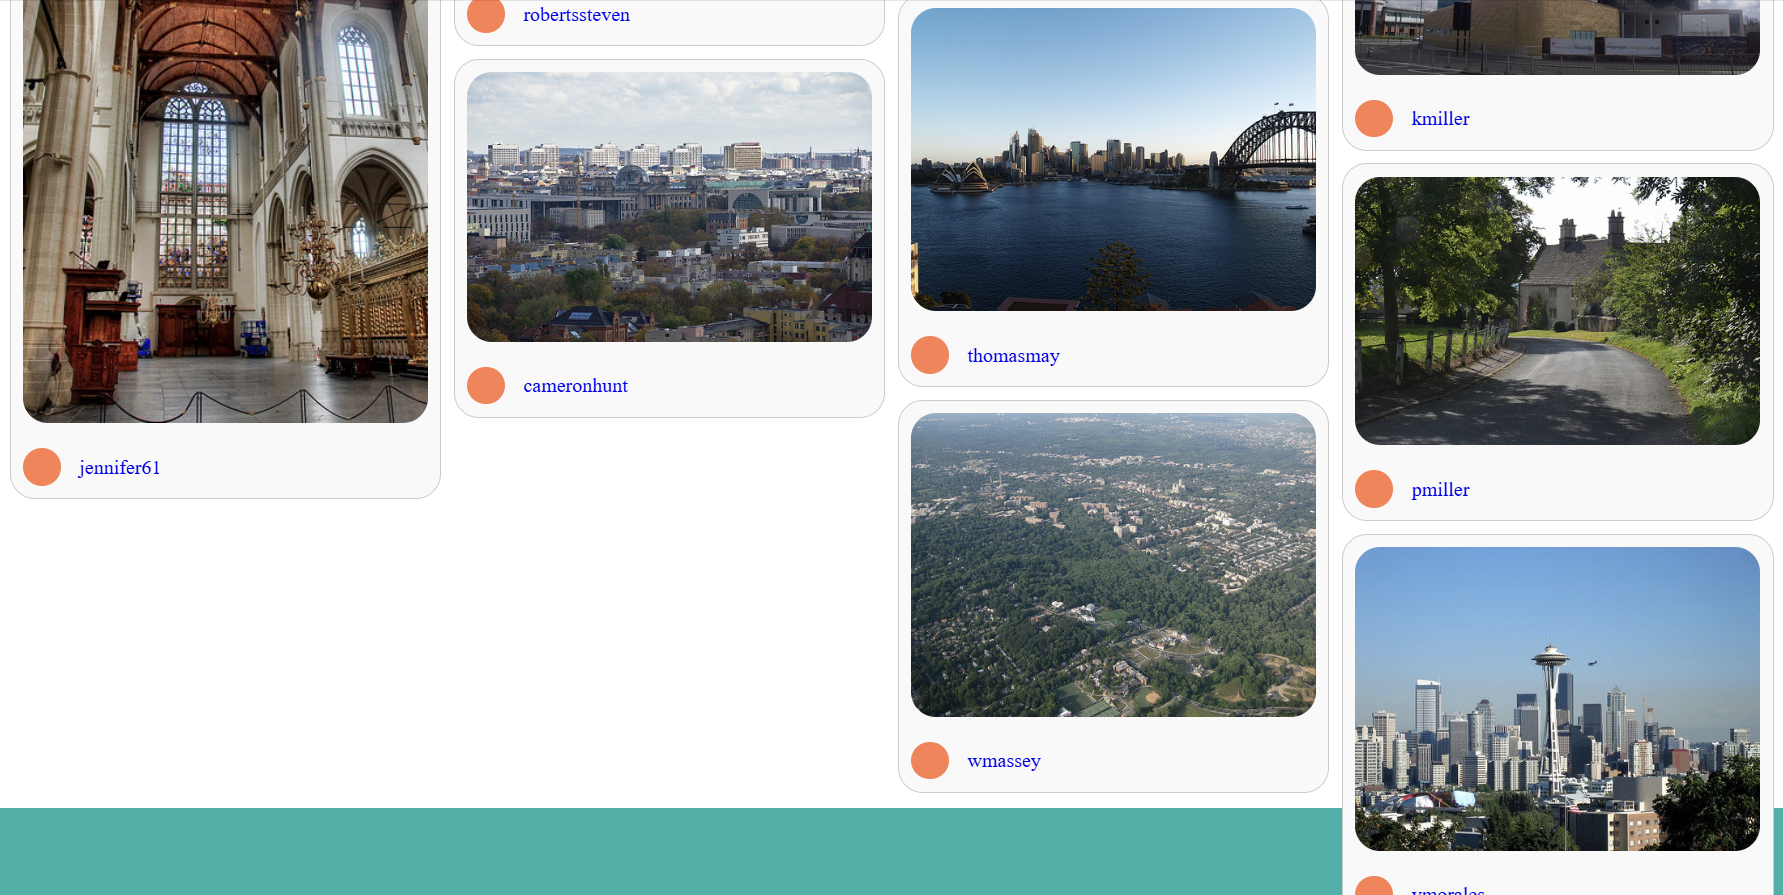 robertssteven
cameronhunt
jennifer61
thomasmay
wmassey
kmiller
pmiller